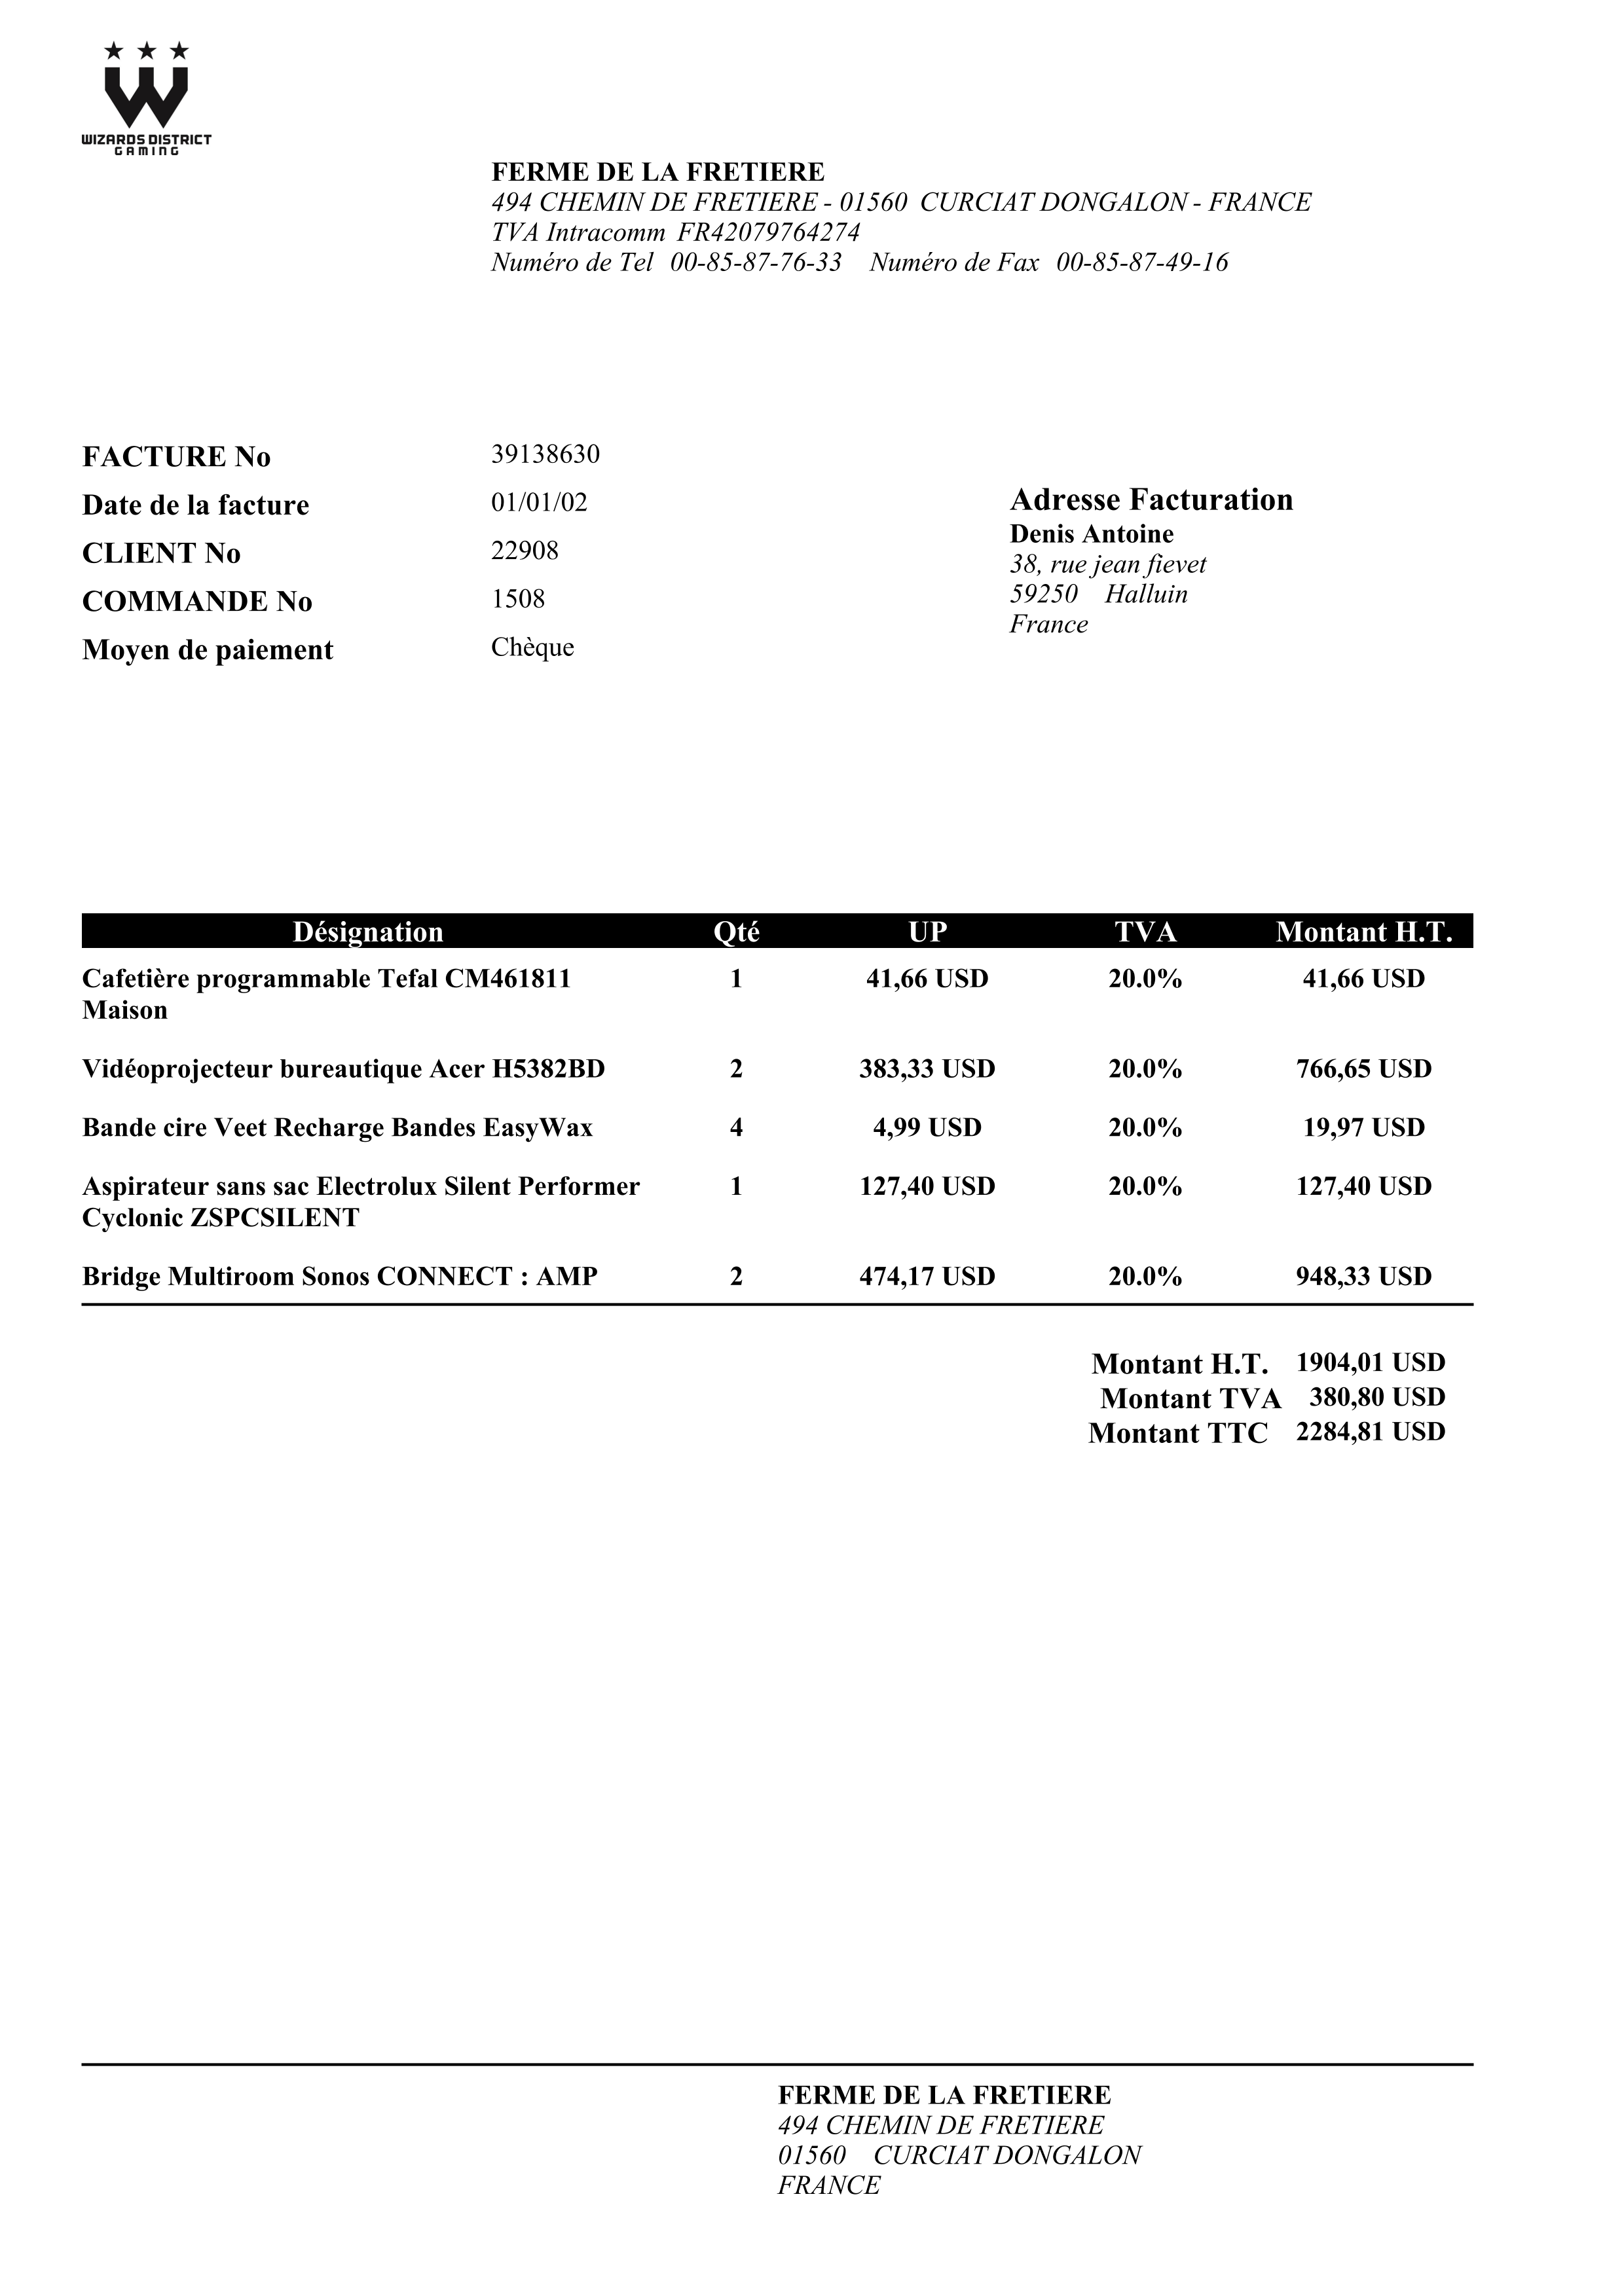 WIZARDS DISTRICT
GAMING
FERME DE LA FRETIERE
494 CHEMIN DE FRETIERE - 01560 CURCIAT DONGALON - FRANCE
TVA Intracomm FR42079764274
Numéro de Tel 00-85-87-76-33 Numéro de Fax 00-85-87-49-16
FACTURE No 39138630
Date de la facture 01/01/02
CLIENT No 22908
COMMANDE No 1508
Moyen de paiement Chèque
Adresse Facturation
Denis Antoine
38, rue jean fievet
59250 Halluin
France
Désignation Qté UP TVA Montant H.T.
Cafetière programmable Tefal CM461811 1 41,66 USD 20.0% 41,66 USD
Maison
Vidéoprojecteur bureautique Acer H5382BD 2 383,33 USD 20.0% 766,65 USD
Bande cire Veet Recharge Bandes EasyWax 4 4,99 USD 20.0% 19,97 USD
Aspirateur sans sac Electrolux Silent Performer 1 127,40 USD 20.0% 127,40 USD
Cyclonic ZSPCSILENT
Bridge Multiroom Sonos CONNECT : AMP 2 474,17 USD 20.0% 948,33 USD
Montant H.T. 1904,01 USD
Montant TVA 380,80 USD
Montant TTC 2284,81 USD
FERME DE LA FRETIERE
494 CHEMIN DE FRETIERE
01560 CURCIAT DONGALON
FRANCE